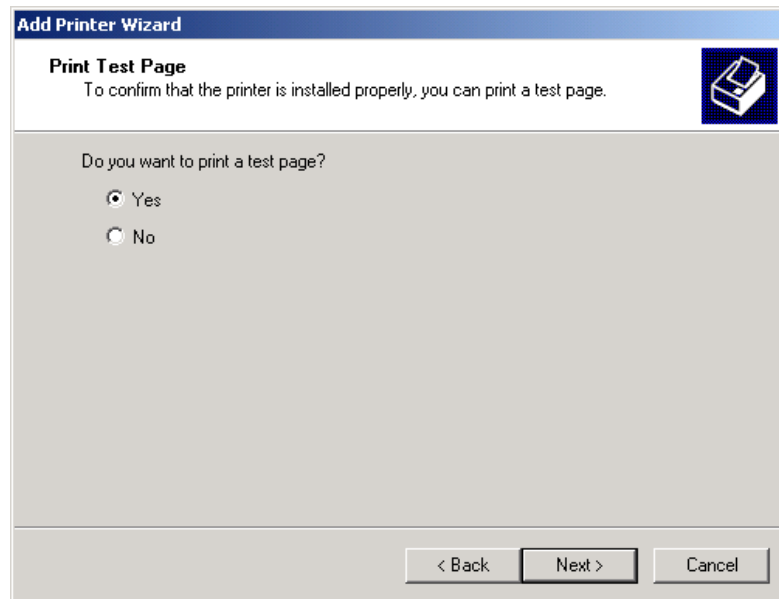 Add Printer Wizard
Print Test Page
To confirm that the printer is installed properly, you can print a test page.
Do you want to print a test page?
Yes
No
< Back Next > Cancel